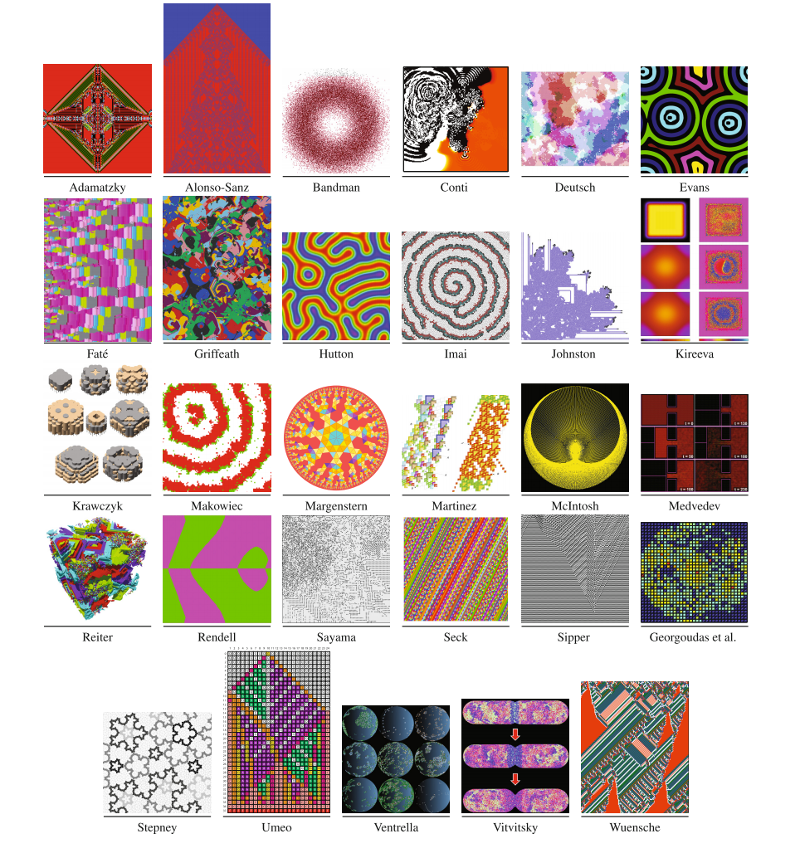 Adamatzky Alonso-Sanz Bandman Conti Deutsch Evans
Faté Griffeath Hutton Imai Johnston Kireeva
Krawczyk Makowiec Margenstern Martinez McIntosh Medvedev
Reiter Rendell Sayama Seck Sipper Georgoudas et al.
Stepney Umeo Ventrella Vitvitsky Wuensche